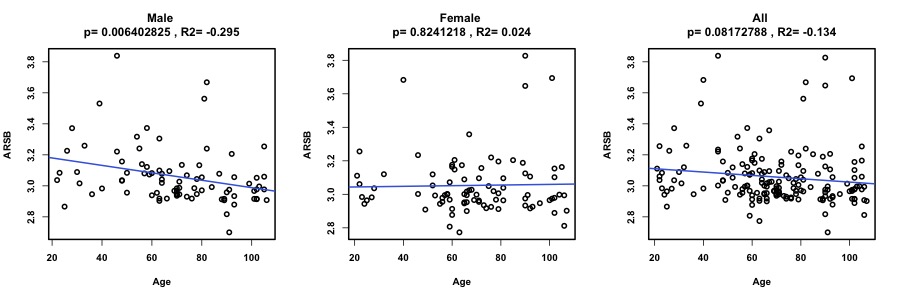 Male
p= 0.006402825 , R2= -0.295
ARSB
3.8
3.6
3.4
3.2
3.0
2.8
20 40 60 80 100
Age
Female
p= 0.8241218 , R2= 0.024
ARSB
3.8
3.6
3.4
3.2
3.0
2.8
20 40 60 80 100
Age
All
p= 0.08172788 , R2= -0.134
ARSB
3.8
3.6
3.4
3.2
3.0
2.8
20 40 60 80 100
Age